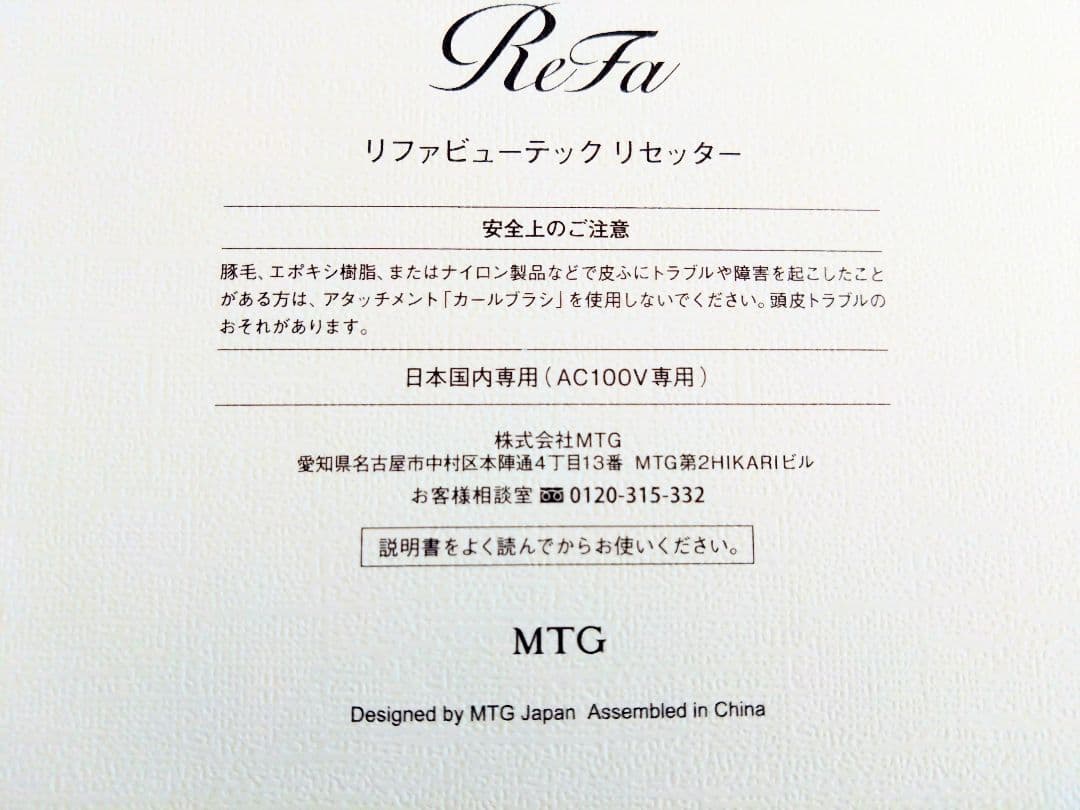 ReFa
リファビューテック リセッター
安全上のご注意
豚毛、エポキシ樹脂、またはナイロン製品などで皮ふにトラブルや障害を起こしたこと
がある方は、アタッチメント「カールブラシ」を使用しないでください。頭皮トラブルの
おそれがあります。
日本国内専用(AC100V専用)
株式会社MTG
愛知県名古屋市中村区本陣通4丁目13番 MTG第2HIKARIビル
お客様相談室 0120-315-332
説明書をよく読んでからお使いください。
MTG
Designed by MTG Japan Assembled in China